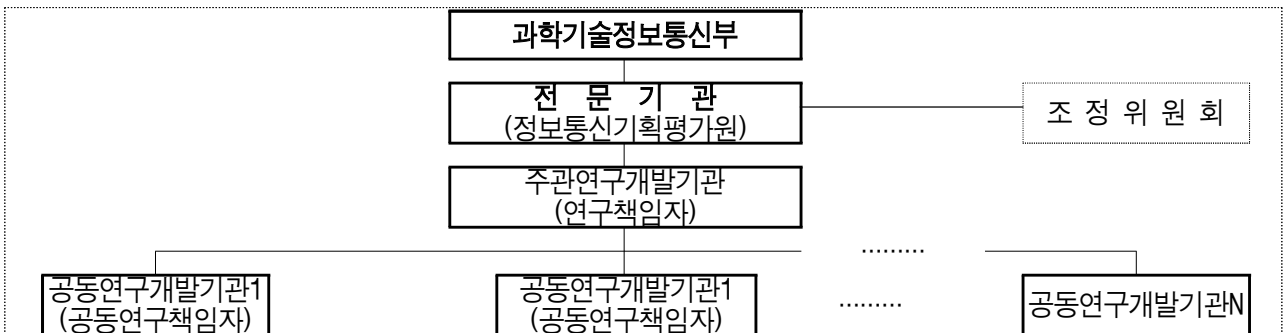 과학기술정보통신부
전 문 기 관
(정보통신기획평가원)
조 정 위 원 회
주관연구개발기관
(연구책임자)
………
공동연구개발기관1
(공동연구책임자)
공동연구개발기관1
(공동연구책임자)
………
공동연구개발기관N